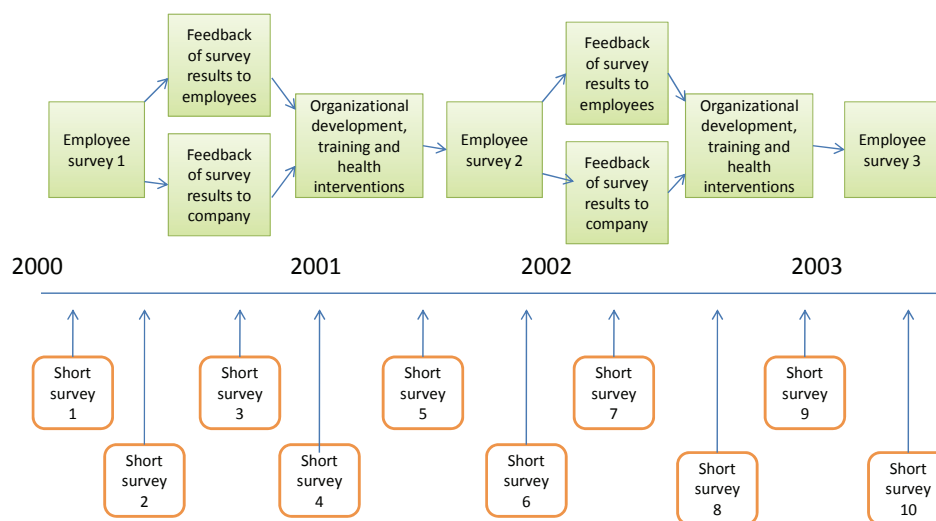 Employee
survey 1
Feedback
of survey
results to
employees
Feedback
of survey
results to
company
Organizational
development,
training and
health
interventions
Employee
survey 2
Feedback
of survey
results to
employees
Feedback
of survey
results to
company
Organizational
development,
training and
health
interventions
Employee
survey 3
2000
2001
2002
2003
Short
survey
1
Short
survey
2
Short
survey
3
Short
survey
4
Short
survey
5
Short
survey
6
Short
survey
7
Short
survey
8
Short
survey
9
Short
survey
10